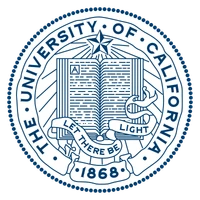 · THE · UNIVERSITY · OF · CALIFORNIA ·
A
LET THERE BE
LIGHT
· 1868 ·